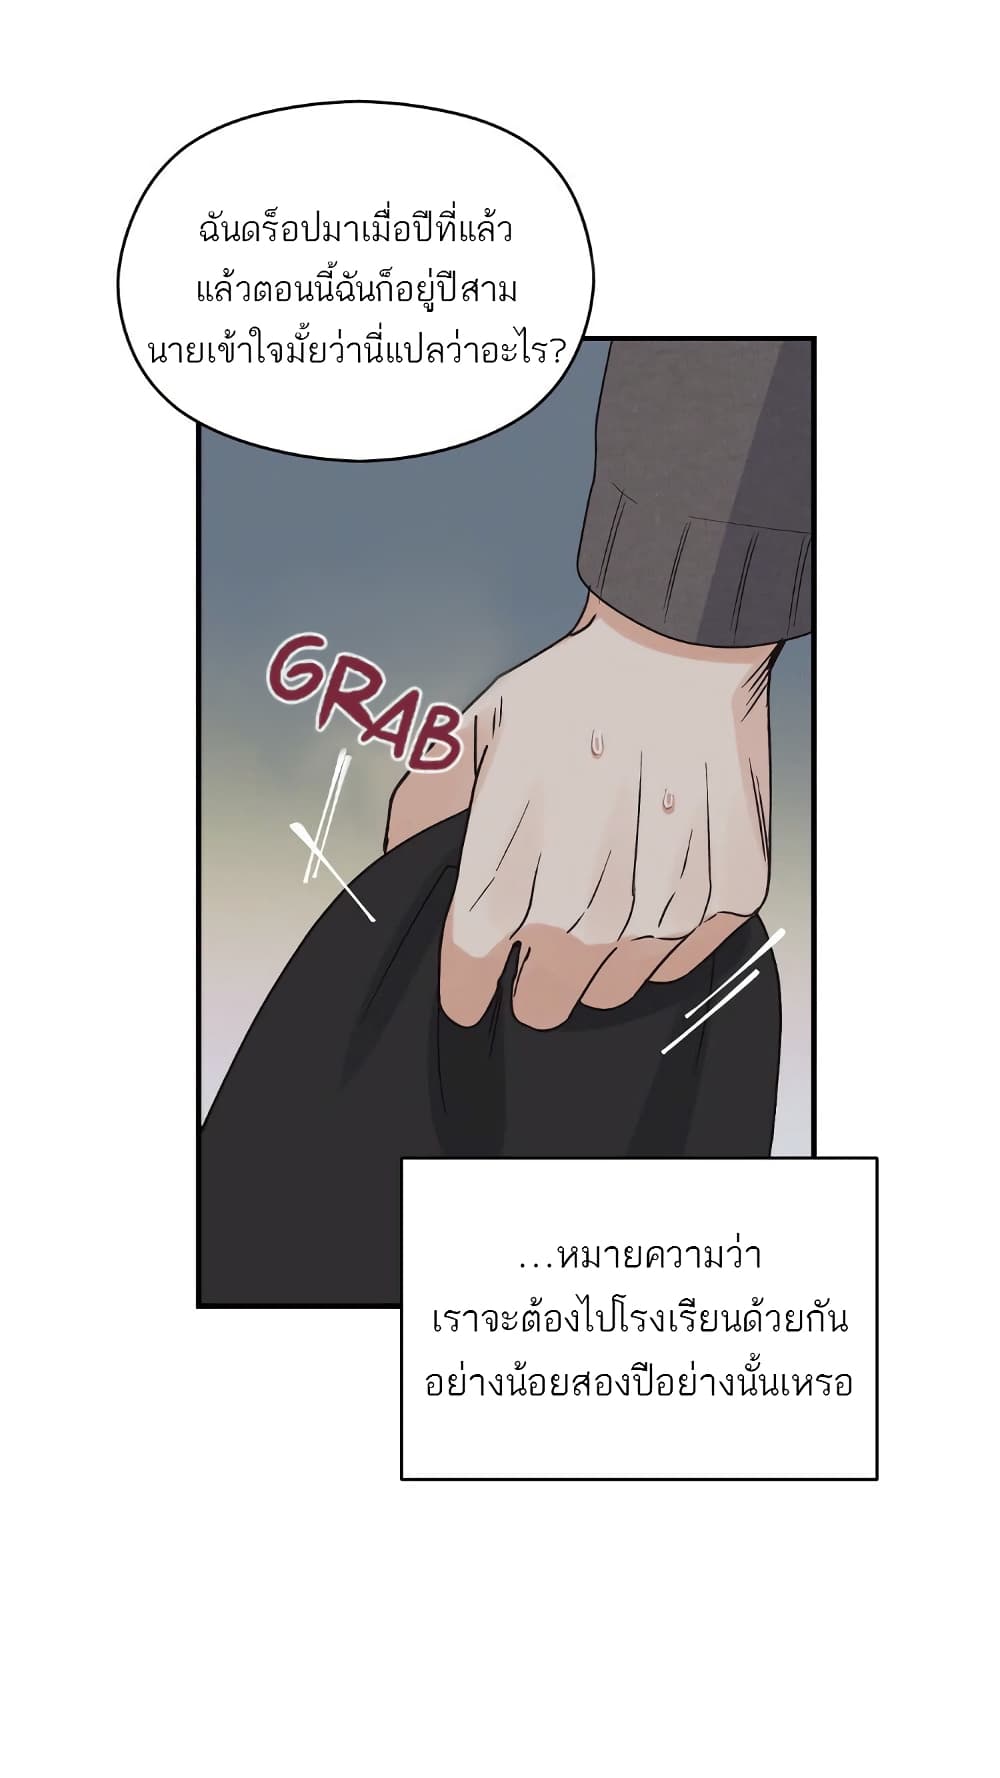 ฉันดร็อปมาเมื่อปีที่แล้ว
แล้วตอนนี้ฉันก็อยู่ปีสาม
นายเข้าใจมั้ยว่านี่แปลว่าอะไร?
GRAB
...หมายความว่า
เราจะต้องไปโรงเรียนด้วยกัน
อย่างน้อยสองปีอย่างนั้นเหรอ